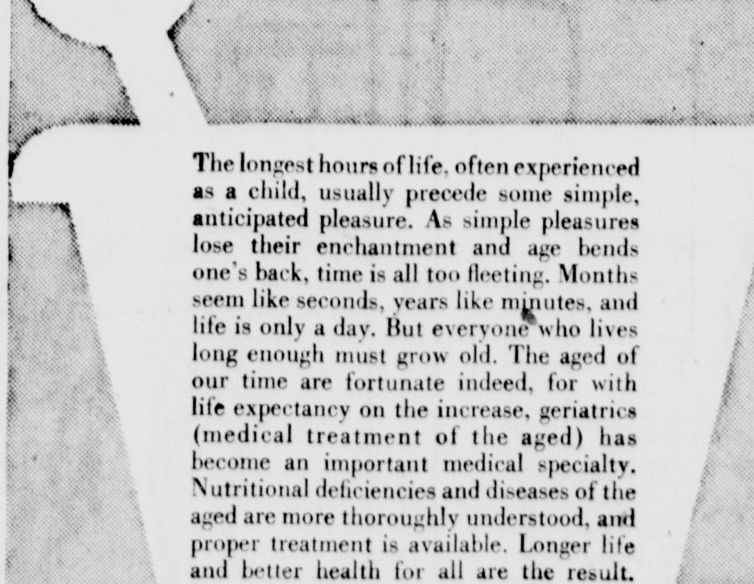 The longest hours of life, often experienced
as a child, usually precede some simple,
anticipated pleasure. As simple pleasures
lose their enchantment and age bends
one's back, time is all too fleeting. Months
seem like seconds, years like minutes, and
life is only a day. But everyone who lives
long enough must grow old. The aged of
our time are fortunate indeed, for with
life expectancy on the increase, geriatrics
(medical treatment of the aged) has
become an important medical specialty.
Nutritional deficiencies and diseases of the
aged are more thoroughly understood, and
proper treatment is available. Longer life
and better health for all are the result.